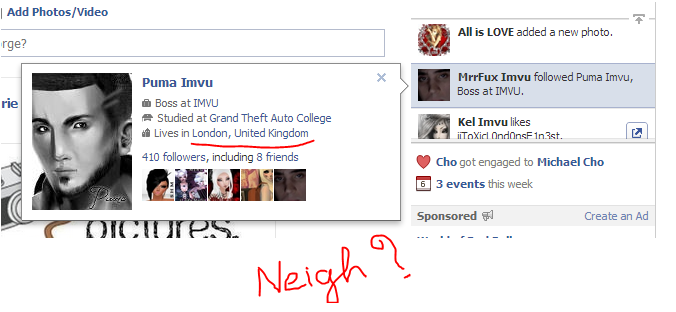 Add Photos/Video
orge?
rie
Puma Imvu
Boss at IMVU
Studied at Grand Theft Auto College
Lives in London, United Kingdom
410 followers, including 8 friends
pictures.
All is LOVE added a new photo.
MrrFux Imvu followed Puma Imvu,
Boss at IMVU.
Kel Imvu likes
Cho got engaged to Michael Cho
6
3 events this week
Sponsored
Create an Ad
Neigh?